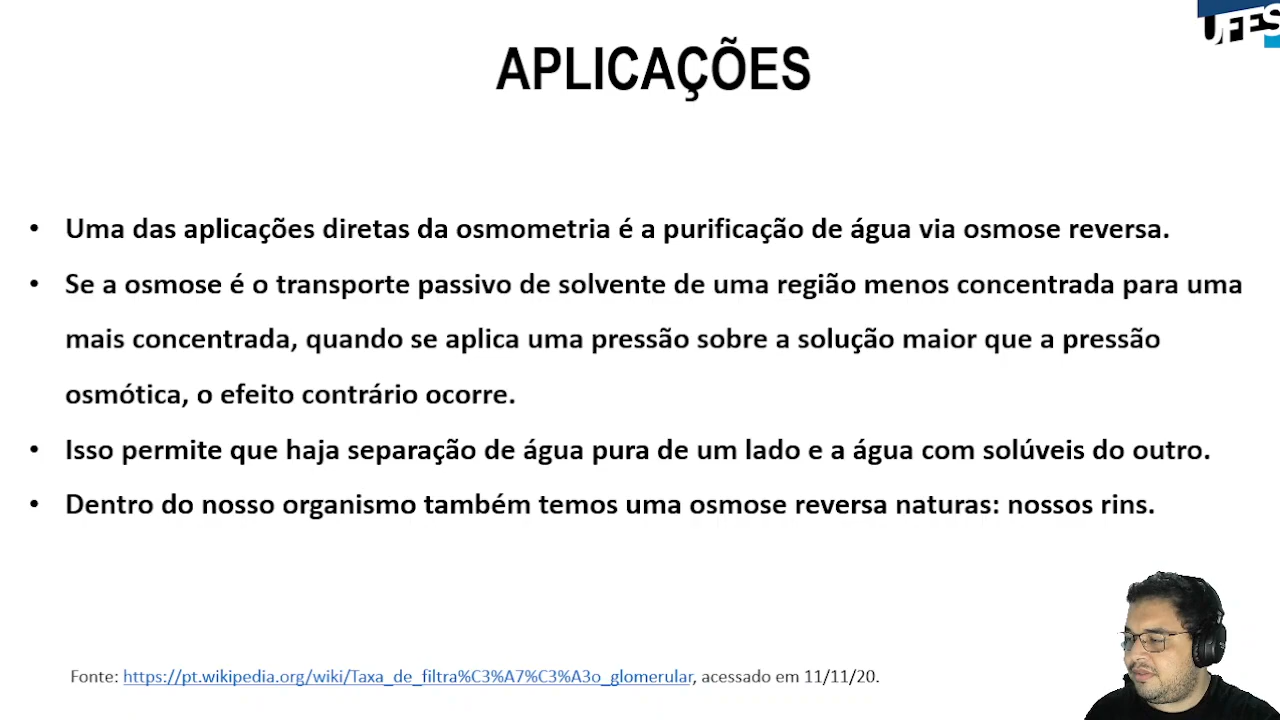 UFES
APLICAÇÕES
• Uma das aplicações diretas da osmometria é a purificação de água via osmose reversa.
• Se a osmose é o transporte passivo de solvente de uma região menos concentrada para uma
mais concentrada, quando se aplica uma pressão sobre a solução maior que a pressão
osmótica, o efeito contrário ocorre.
• Isso permite que haja separação de água pura de um lado e a água com solúveis do outro.
• Dentro do nosso organismo também temos uma osmose reversa naturas: nossos rins.
Fonte: https://pt.wikipedia.org/wiki/Taxa_de_filtra%C3%A7%C3%A3o_glomerular, acessado em 11/11/20.